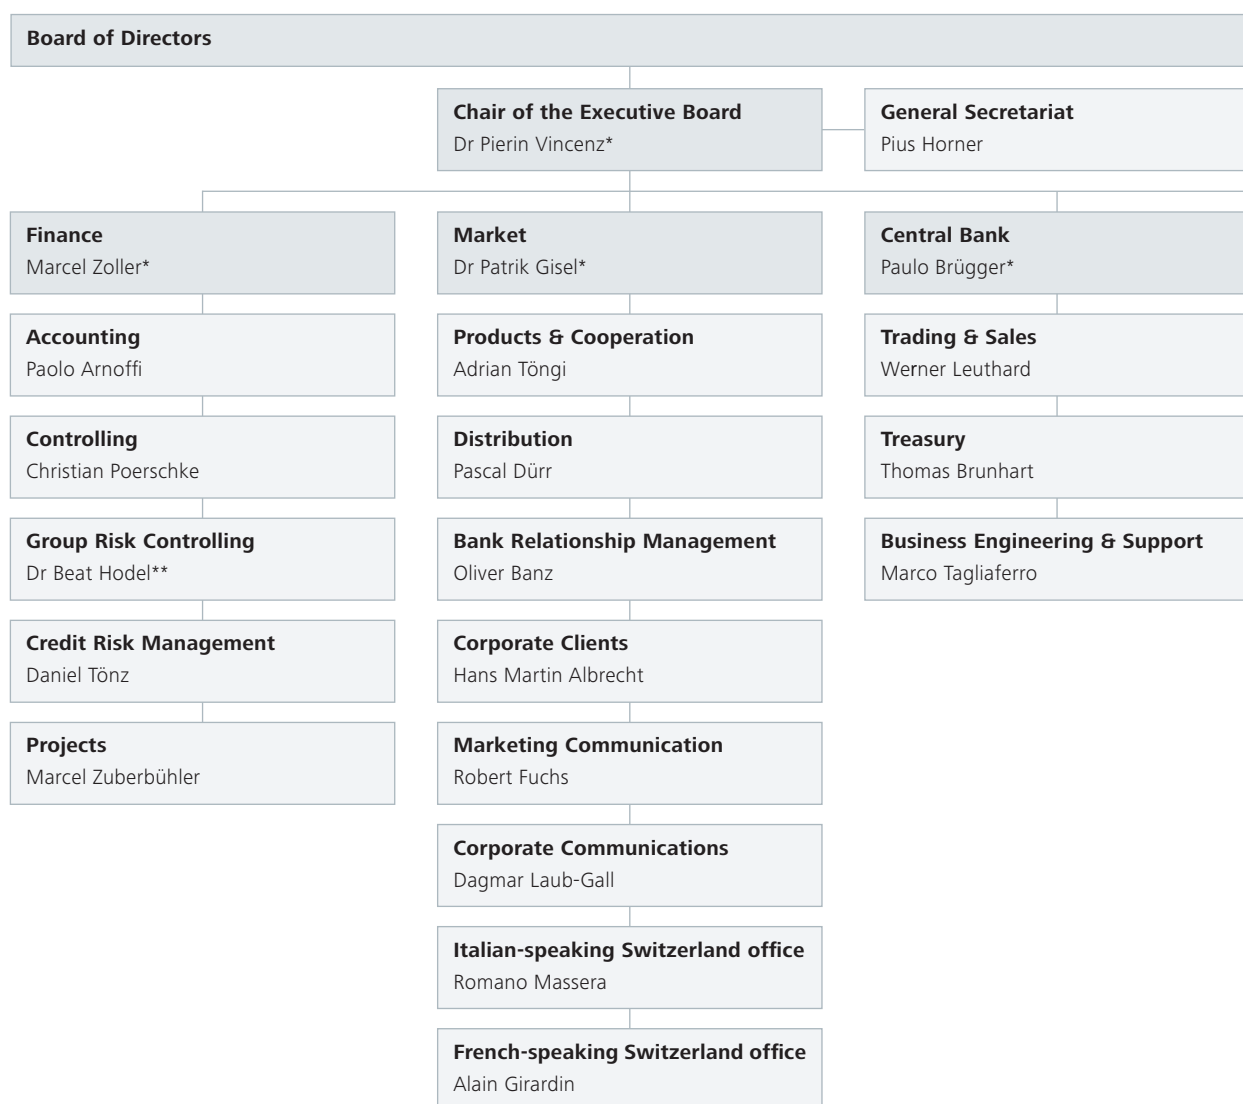 Board of Directors
Chair of the Executive Board
Dr Pierin Vincenz*
General Secretariat
Pius Horner
Finance
Marcel Zoller*
Accounting
Paolo Arnoffi
Controlling
Christian Poerschke
Group Risk Controlling
Dr Beat Hodel**
Credit Risk Management
Daniel Tönz
Projects
Marcel Zuberbühler
Market
Dr Patrik Gisel*
Products & Cooperation
Adrian Töngi
Distribution
Pascal Dürr
Bank Relationship Management
Oliver Banz
Corporate Clients
Hans Martin Albrecht
Marketing Communication
Robert Fuchs
Corporate Communications
Dagmar Laub-Gall
Italian-speaking Switzerland office
Romano Massera
French-speaking Switzerland office
Alain Girardin
Central Bank
Paulo Brügger*
Trading & Sales
Werner Leuthard
Treasury
Thomas Brunhart
Business Engineering & Support
Marco Tagliaferro